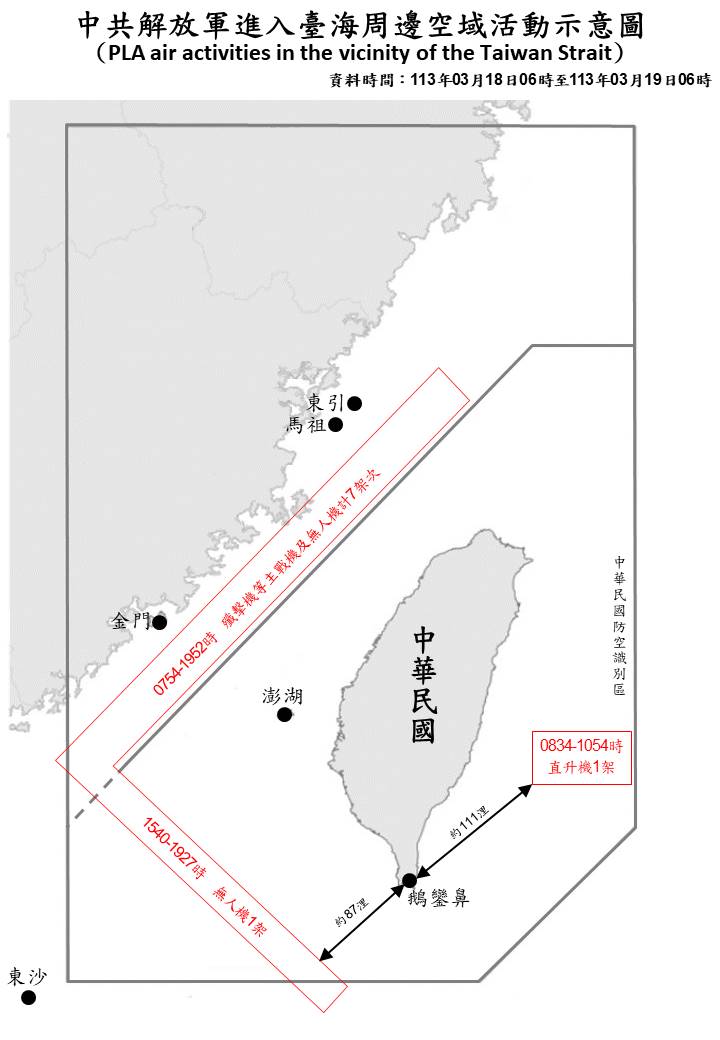 中共解放軍進入臺海周邊空域活動示意圖
（PLA air activities in the vicinity of the Taiwan Strait）
資料時間：113年03月18日06時至113年03月19日06時
東引
馬祖
0754-1952時 殲擊機等主戰機及無人機計7架次
中華民國防空識別區
金門
中華民國
澎湖
0834-1054時
直升機1架
約111浬
1540-1927時 無人機1架
鵝鑾鼻
約87浬
東沙